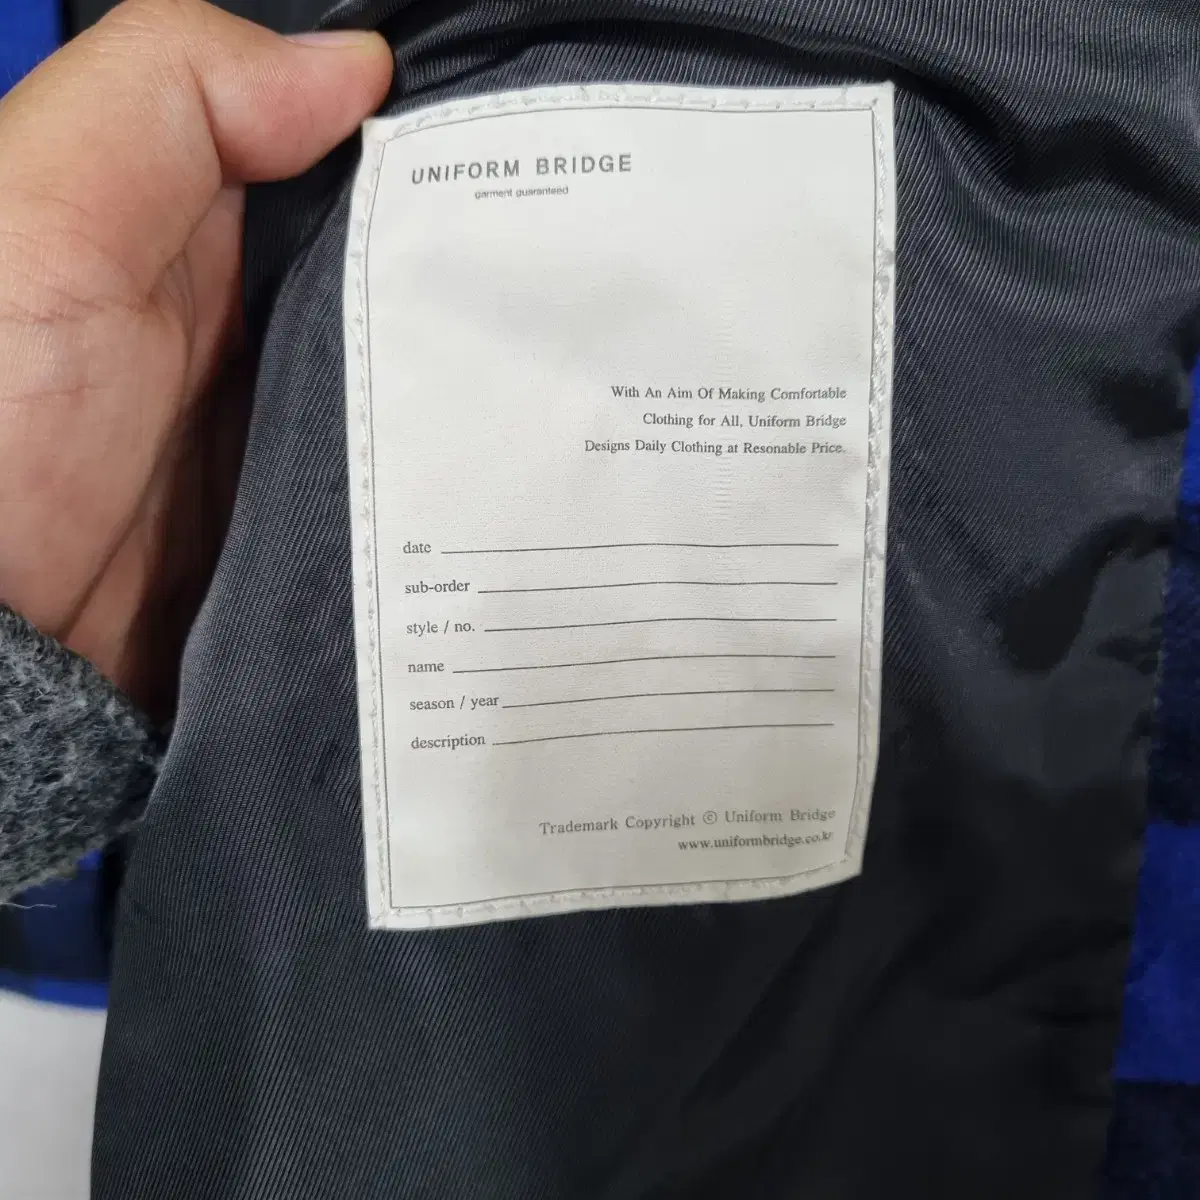 UNIFORM BRIDGE
garment guaranteed
With An Aim Of Making Comfortable
Clothing for All, Uniform Bridge
Designs Daily Clothing at Resonable Price.
date
sub-order
style / no.
name
season / year
description
Trademark Copyright ⓒ Uniform Bridge
www.uniformbridge.co.kr